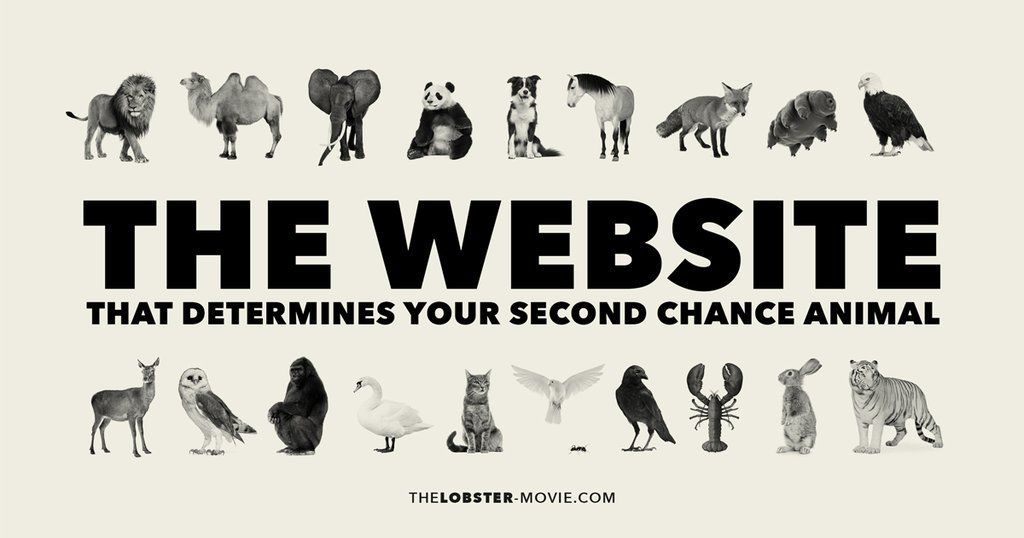 THE WEBSITE
THAT DETERMINES YOUR SECOND CHANCE ANIMAL
THELOBSTER-MOVIE.COM